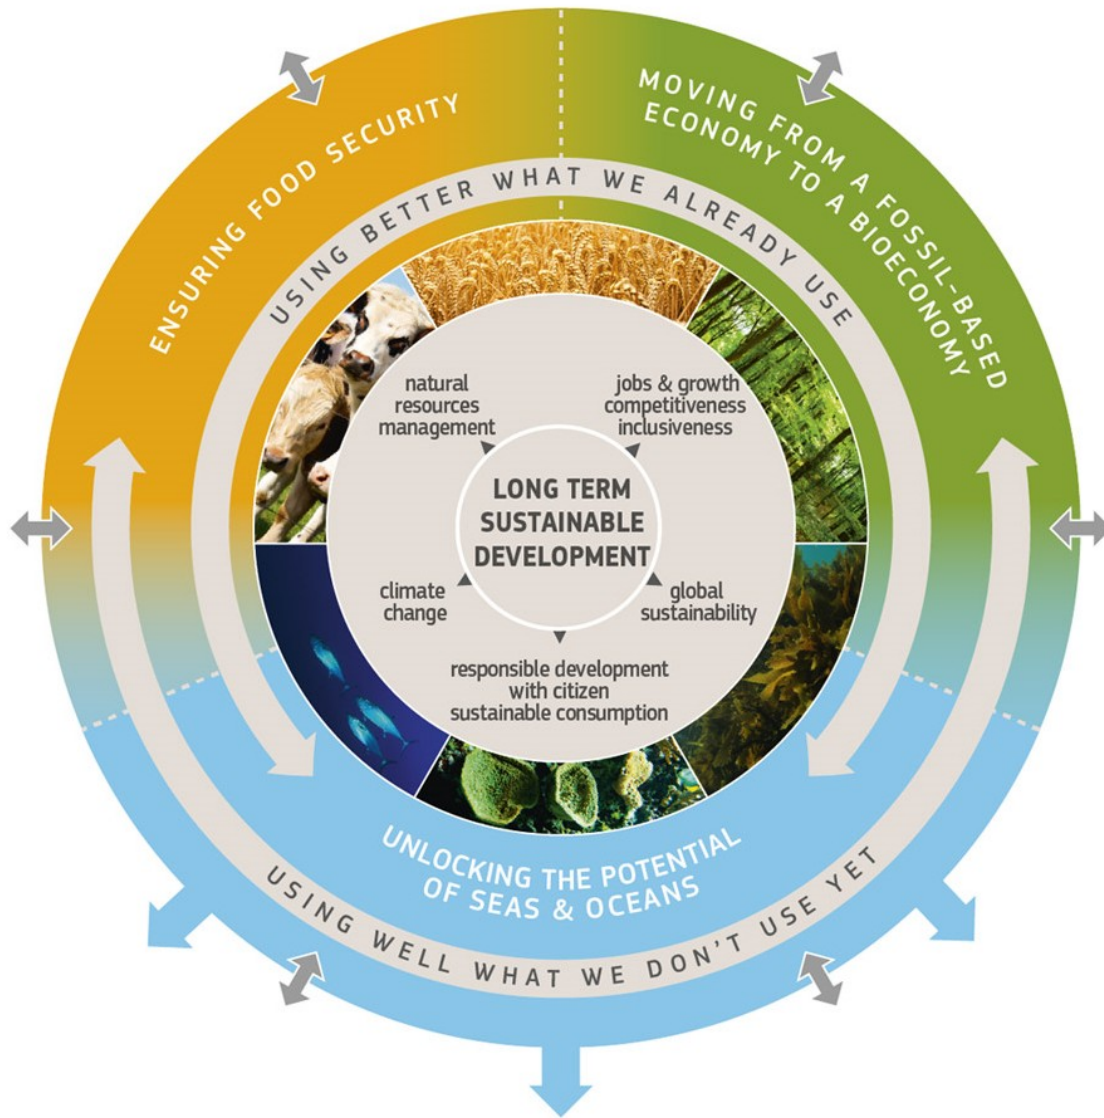 ENSURING FOOD SECURITY
MOVING FROM A FOSSIL-BASED
ECONOMY TO A BIOECONOMY
USING BETTER WHAT WE ALREADY USE
natural
resources
management
jobs & growth
competitiveness
inclusiveness
LONG TERM
SUSTAINABLE
DEVELOPMENT
climate
change
global
sustainability
responsible development
with citizen
sustainable consumption
UNLOCKING THE POTENTIAL
OF SEAS & OCEANS
USING WELL WHAT WE DON'T USE YET